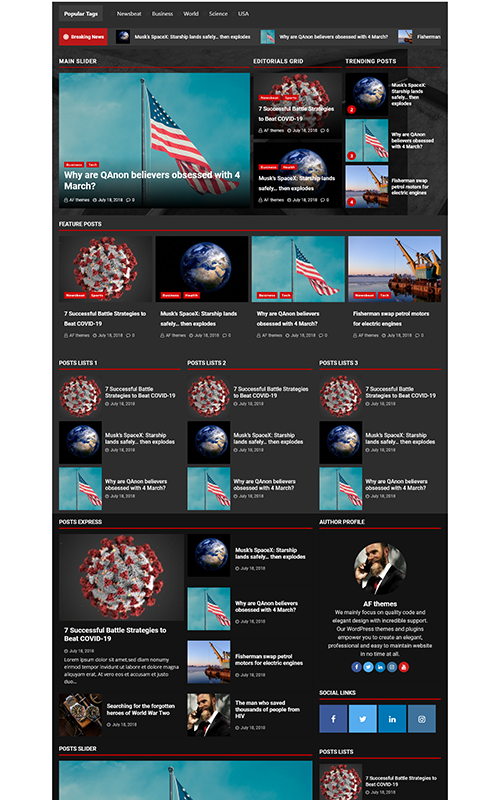 Popular Tags Newsbeat Business World Science USA
Breaking News Musk's SpaceX: Starship lands safely... then explodes Why are QAnon believers obsessed with 4 March? Fisherman
MAIN SLIDER
Business Tech
Why are QAnon believers obsessed with 4
March?
AF themes July 18, 2018 0
EDITORIALS GRID
Newsbeat Sports
7 Successful Battle Strategies
to Beat COVID-19
AF themes July 18, 2018 0
Business Health
Musk's SpaceX: Starship lands
safely... then explodes
AF themes July 18, 2018 0
TRENDING POSTS
2
Musk's SpaceX:
Starship lands
safely... then
explodes
3
Why are QAnon
believers obsessed
with 4 March?
4
Fisherman swap
petrol motors for
electric engines
FEATURE POSTS
Newsbeat Sports
7 Successful Battle Strategies to
Beat COVID-19
AF themes July 18, 2018 0
Business Health
Musk's SpaceX: Starship lands
safely... then explodes
AF themes July 18, 2018 0
Business Tech
Why are QAnon believers
obsessed with 4 March?
AF themes July 18, 2018 0
Newsbeat Tech
Fisherman swap petrol motors
for electric engines
AF themes July 18, 2018 0
POSTS LISTS 1
7 Successful Battle
Strategies to Beat COVID-19
July 18, 2018
Musk's SpaceX: Starship
lands safely... then explodes
July 18, 2018
Why are QAnon believers
obsessed with 4 March?
July 18, 2018
POSTS LISTS 2
7 Successful Battle Strategies
to Beat COVID-19
July 18, 2018
Musk's SpaceX: Starship
lands safely... then explodes
July 18, 2018
Why are QAnon believers
obsessed with 4 March?
July 18, 2018
POSTS LISTS 3
7 Successful Battle
Strategies to Beat COVID-19
July 18, 2018
Musk's SpaceX: Starship
lands safely... then explodes
July 18, 2018
Why are QAnon believers
obsessed with 4 March?
July 18, 2018
POSTS EXPRESS
7 Successful Battle Strategies to
Beat COVID-19
July 18, 2018
Lorem ipsum dolor sit amet,sed diam nonumy
eirmod tempor invidunt ut labore et dolore magna
aliquyam erat, At vero eos et accusam et justo
duo...
Musk's SpaceX: Starship
lands safely... then explodes
July 18, 2018
Why are QAnon believers
obsessed with 4 March?
July 18, 2018
Fisherman swap petrol
motors for electric engines
July 18, 2018
Searching for the forgotten
heroes of World War Two
July 18, 2018
The man who saved
thousands of people from
HIV
July 18, 2018
AUTHOR PROFILE
AF themes
We mainly focus on quality code and
elegant design with incredible support.
Our WordPress themes and plugins
empower you to create an elegant,
professional and easy to maintain website
in no time at all.
SOCIAL LINKS
POSTS SLIDER
POSTS LISTS
7 Successful Battle
Strategies to Beat COVID-19
July 18, 2018